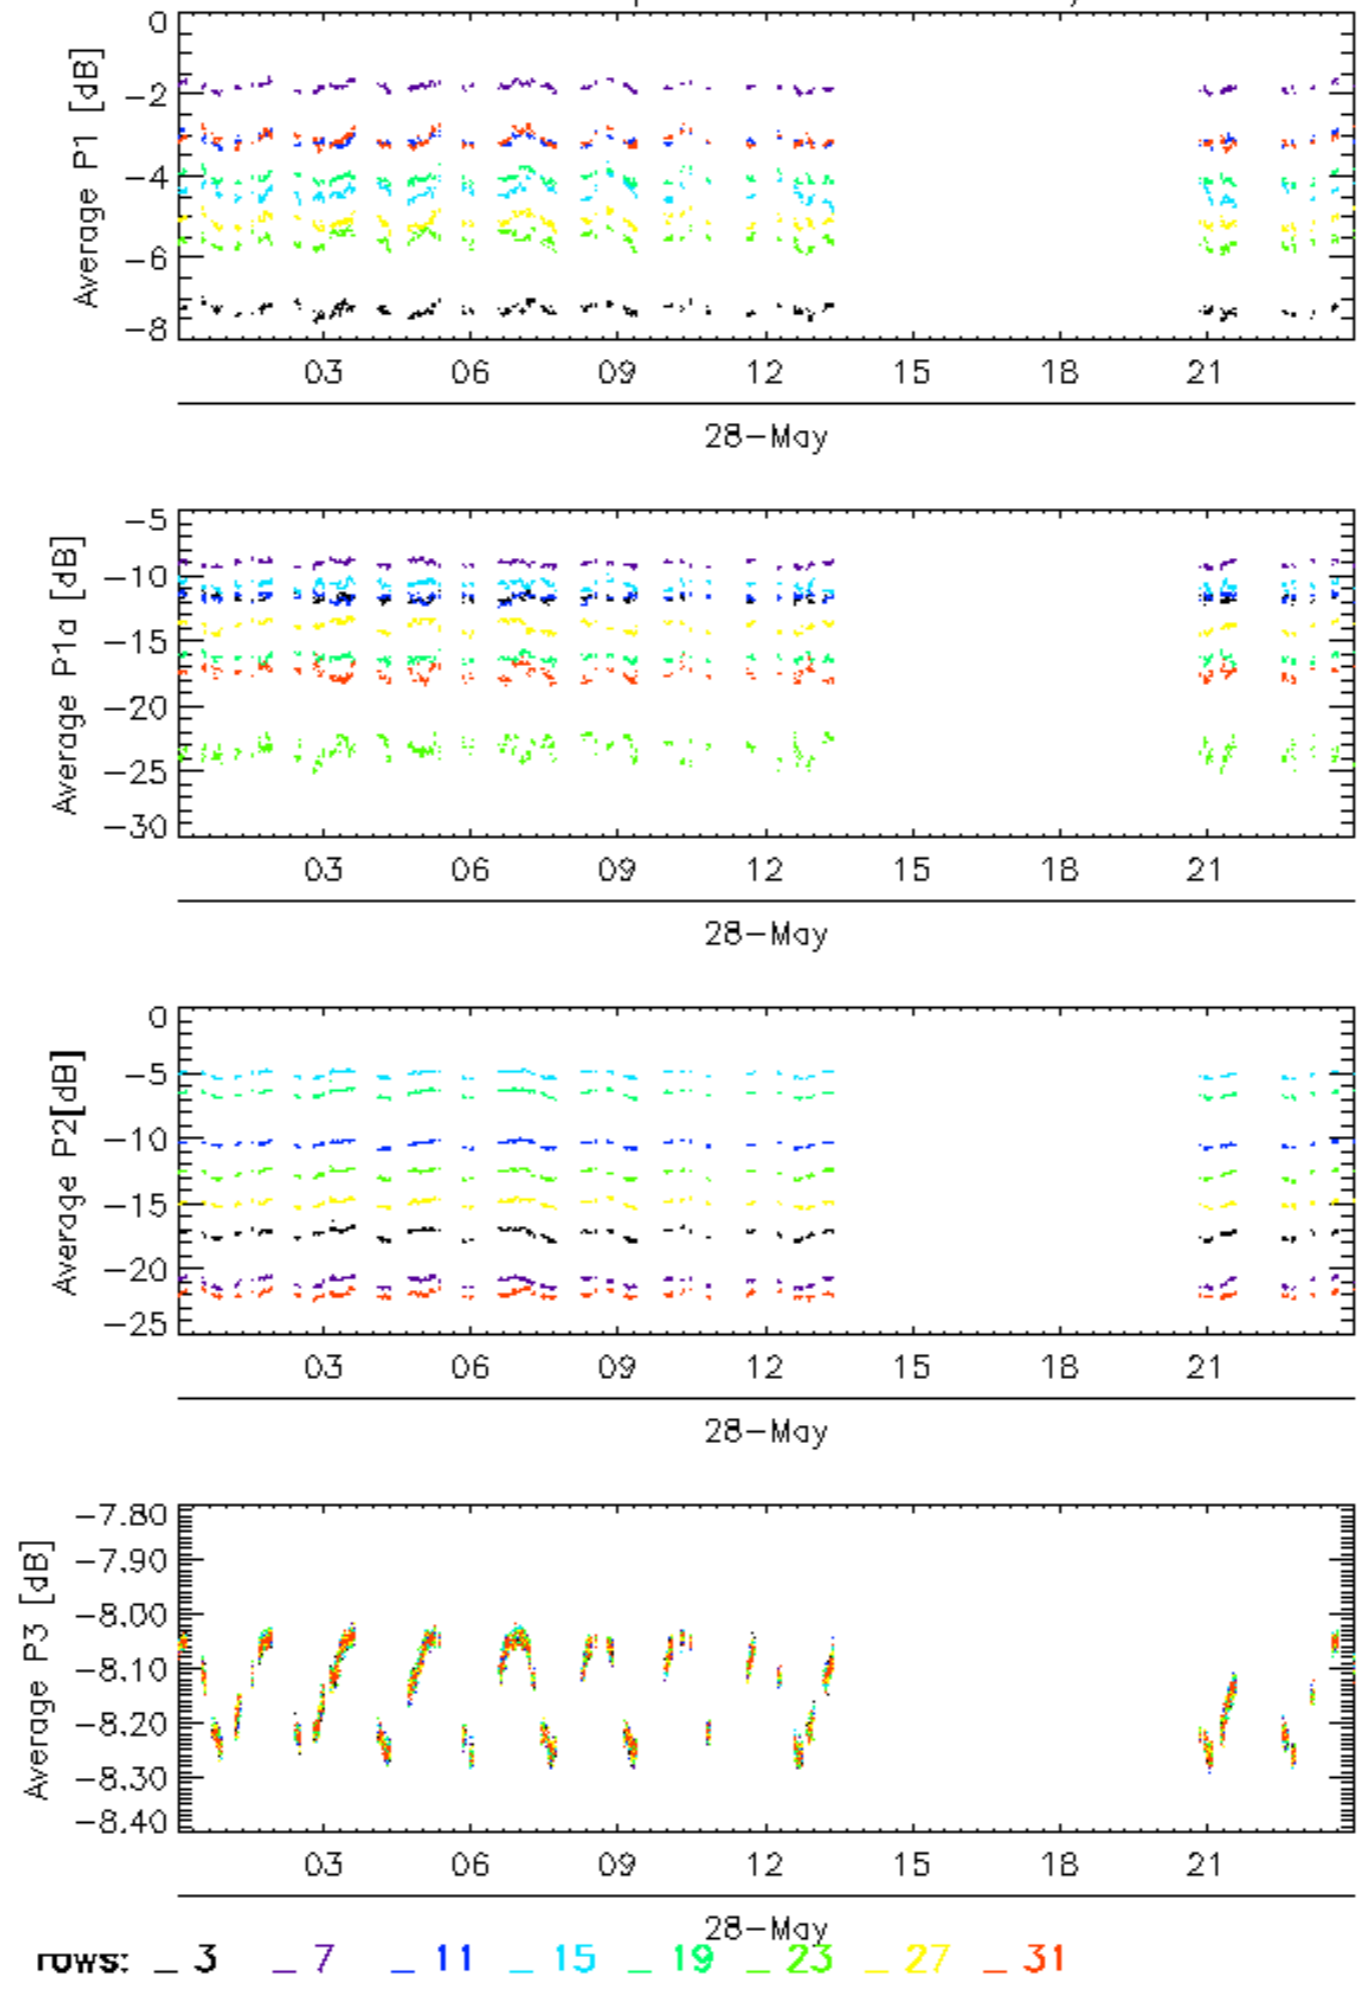 0
-2
-4
-6
-8
Average P1 [dB]
03 06 09 12 15 18 21
28-May
-5
-10
-15
-20
-25
-30
Average P1a [dB]
03 06 09 12 15 18 21
28-May
0
-5
-10
-15
-20
-25
Average P2[dB]
03 06 09 12 15 18 21
28-May
-7.80
-7.90
-8.00
-8.10
-8.20
-8.30
-8.40
Average P3 [dB]
03 06 09 12 15 18 21
28-May
rows: _ 3 _ 7 _ 11 _ 15 _ 19 _ 23 _ 27 _ 31